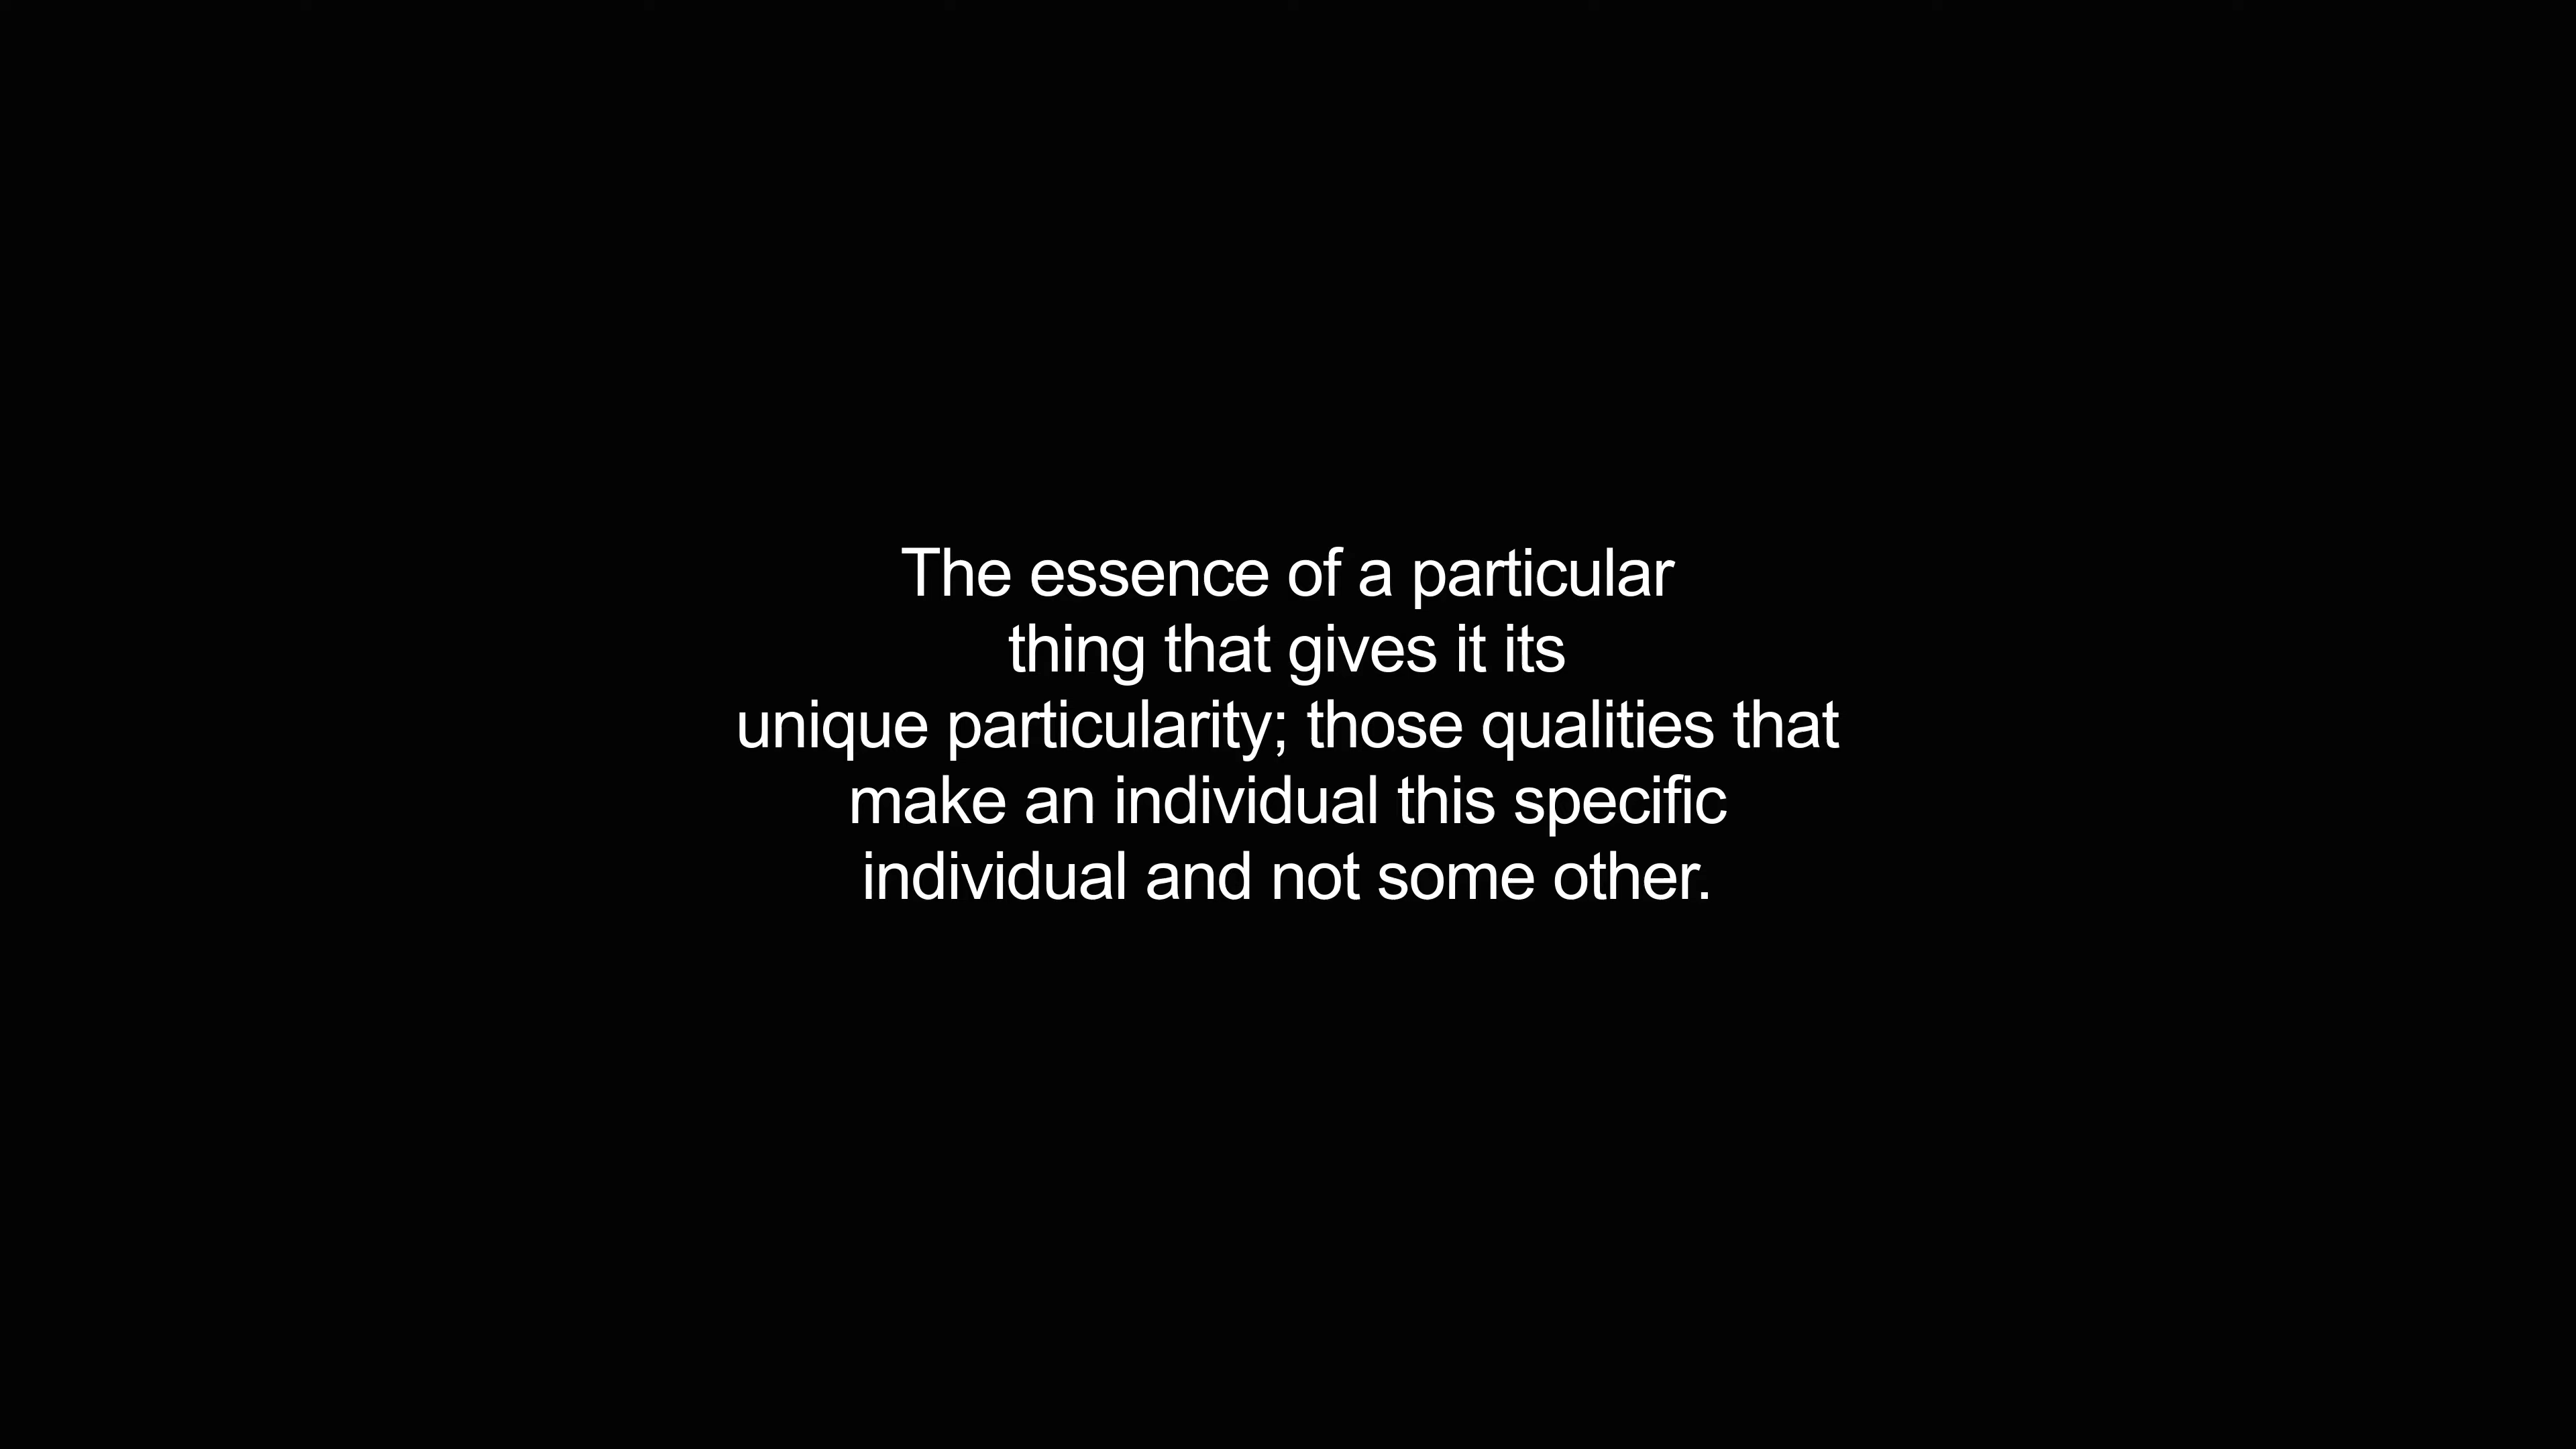 The essence of a particular
thing that gives it its
unique particularity; those qualities that
make an individual this specific
individual and not some other.